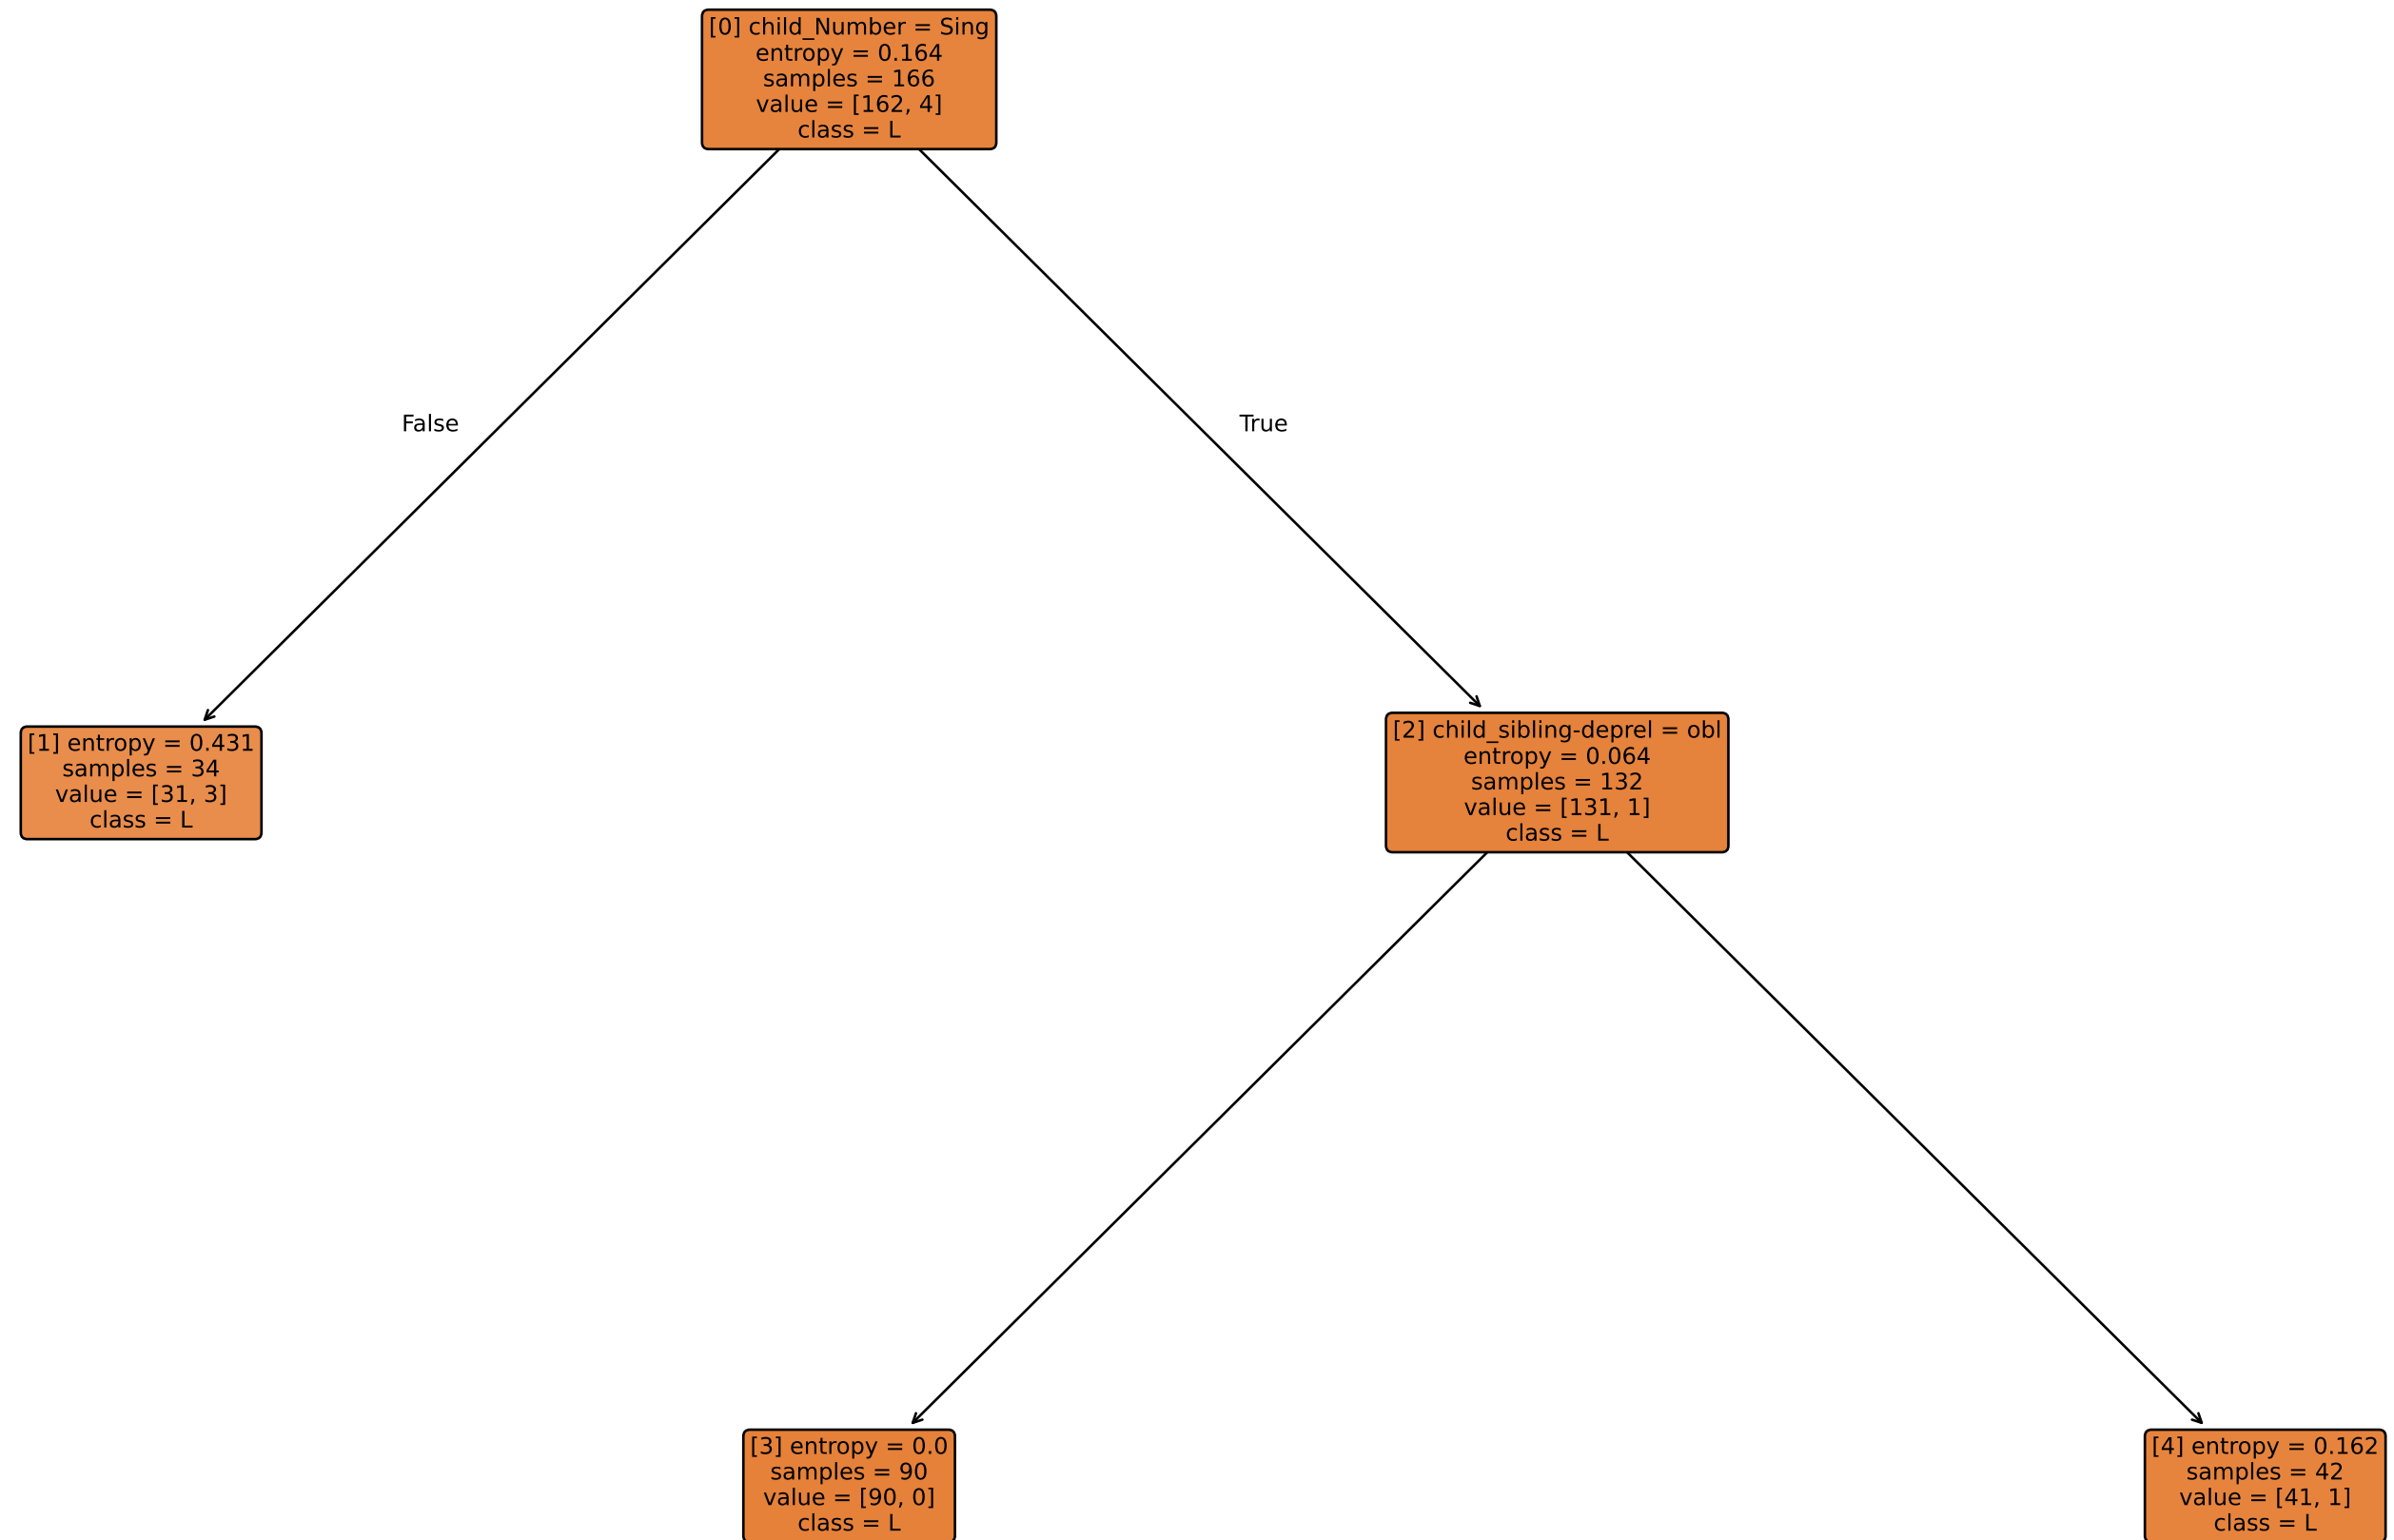 [0] child_Number = Sing
entropy = 0.164
samples = 166
value = [162, 4]
class = L
False
True
[1] entropy = 0.431
samples = 34
value = [31, 3]
class = L
[2] child_sibling-deprel = obl
entropy = 0.064
samples = 132
value = [131, 1]
class = L
[3] entropy = 0.0
samples = 90
value = [90, 0]
class = L
[4] entropy = 0.162
samples = 42
value = [41, 1]
class = L